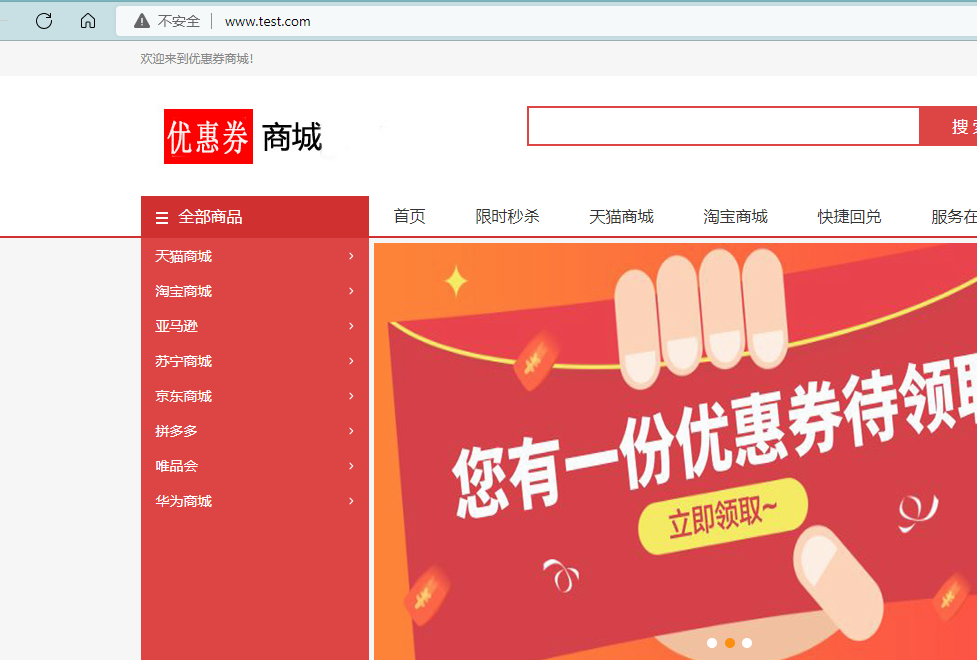 不安全 www.test.com
欢迎来到优惠券商城!
优惠券 商城
搜
全部商品 首页 限时秒杀 天猫商城 淘宝商城 快捷回兑 服务在
天猫商城
淘宝商城
亚马逊
苏宁商城
京东商城
拼多多
唯品会
华为商城
您有一份优惠券待领取
立即领取~